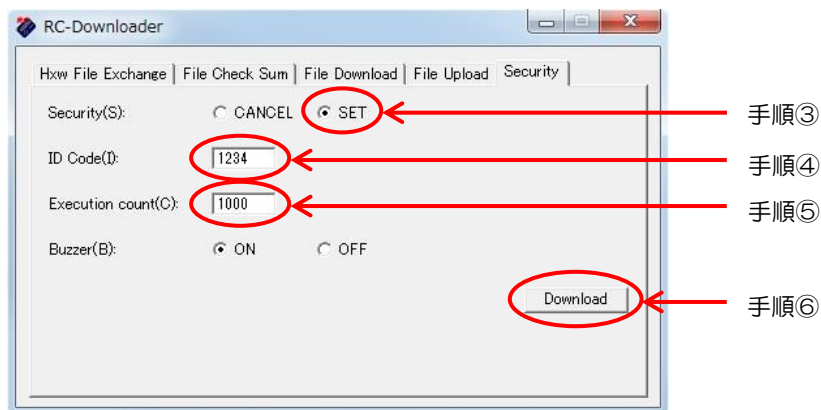 RC-Downloader
Hxw File Exchange File Check Sum File Download File Upload Security
Security(S): CANCEL SET 手順③
ID Code(I): 1234 手順④
Execution count(C): 1000 手順⑤
Buzzer(B): ON OFF
Download 手順⑥